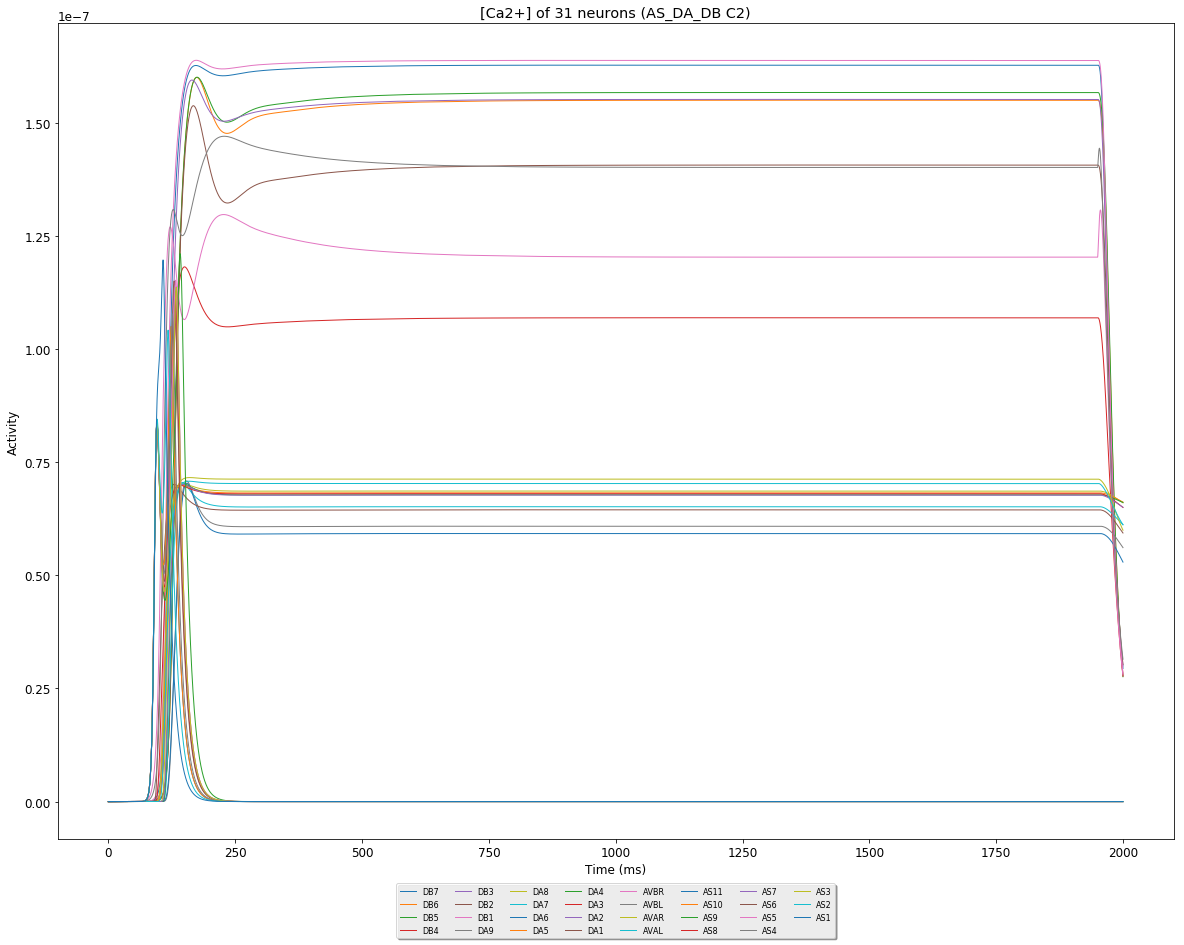 [Ca2+] of 31 neurons (AS_DA_DB C2)
1e−7
1.50
1.25
1.00
0.75
0.50
0.25
0.00
Activity
0 250 500 750 1000 1250 1500 1750 2000
Time (ms)
DB7 DB3 DA8 DA4 AVBR AS11 AS7 AS3
DB6 DB2 DA7 DA3 AVBL AS10 AS6 AS2
DB5 DB1 DA6 DA2 AVAR AS9 AS5 AS1
DB4 DA9 DA5 DA1 AVAL AS8 AS4